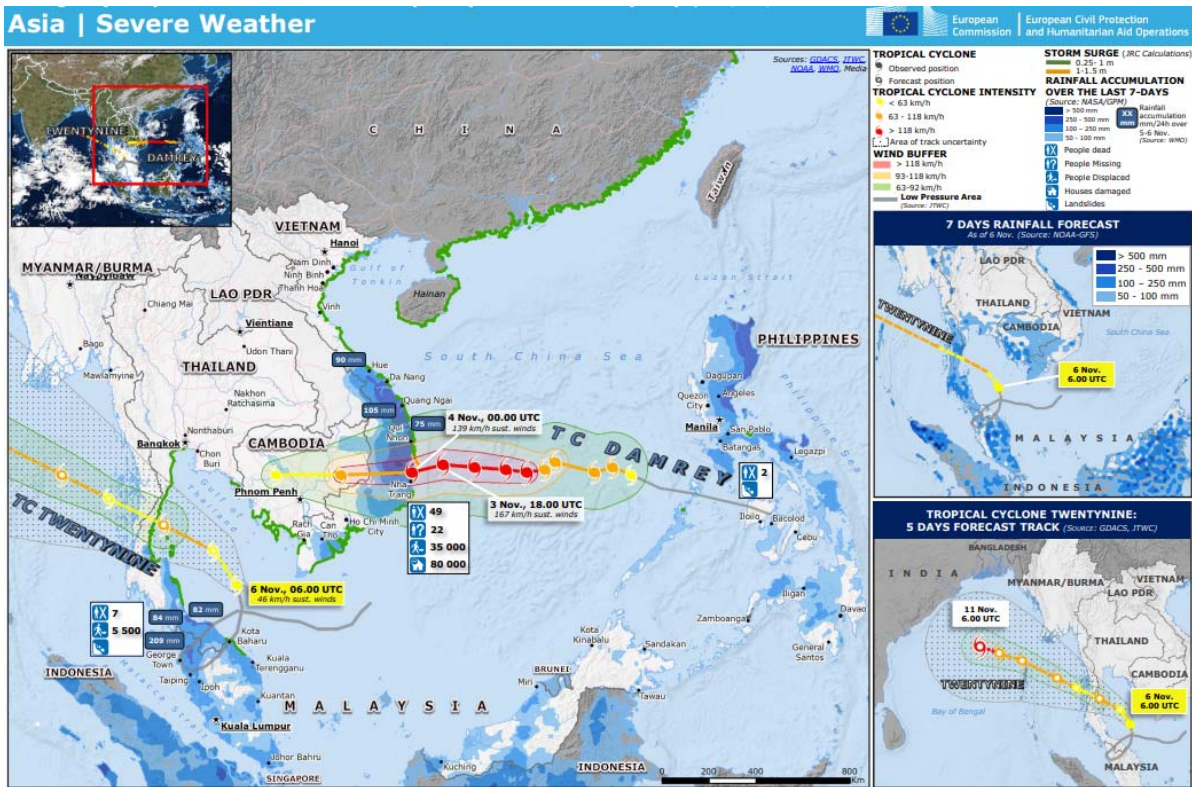 Asia | Severe Weather
European
Commission
European Civil Protection
and Humanitarian Aid Operations
Sources: GDACS, JTWC,
NOAA, WMO, Media
TWENTYNINE
DAMREY
C H I N A
Taiwan
VIETNAM
Hanoi
Nam Dinh
Ninh Binh
Thanh Hoa
Gulf of
Tonkin
Hainan
Luzon Strait
MYANMAR/BURMA
Naypyidaw
LAO PDR
Chiang Mai
Vinh
Vientiane
Udon Thani
Bago
Mawlamyine
THAILAND
South China Sea
PHILIPPINES
Philippine
90 mm
Hue
Da Nang
Nakhon
Ratchasima
105 mm
Quang Ngai
75 mm
Qui
Nhon
4 Nov., 00.00 UTC
139 km/h sust. winds
TC DAMREY
Dagupan
Angeles
Quezon
City
Manila
San Pablo
Batangas
Legazpi
Nonthaburi
Bangkok
Chon
Buri
CAMBODIA
Phnom Penh
Nha
Trang
3 Nov., 18.00 UTC
167 km/h sust. winds
2
Ho Chi Minh
City
Rach
Gia
Can
Tho
49
22
35 000
80 000
Iloilo
Bacolod
Cebu
TC TWENTYNINE
6 Nov., 06.00 UTC
46 km/h sust. winds
7
5 500
84 mm
82 mm
209 mm
Kota
Baharu
George
Town
Kuala
Terengganu
Taiping
Ipoh
Kuantan
Kuala Lumpur
Johor Bahru
SINGAPORE
INDONESIA
M A L A Y S I A
Iligan
Davao
Zamboanga
General
Santos
Kota
Kinabalu
Sandakan
BRUNEI
Miri
Tawau
Kuching
INDONESIA
0 200 400 800
Km
TROPICAL CYCLONE
Observed position
Forecast position
TROPICAL CYCLONE INTENSITY
< 63 km/h
63 - 118 km/h
> 118 km/h
Area of track uncertainty
WIND BUFFER
> 118 km/h
93-118 km/h
63-92 km/h
Low Pressure Area
(Source: JTWC)
STORM SURGE (JRC Calculations)
0.25- 1 m
1-1.5 m
RAINFALL ACCUMULATION
OVER THE LAST 7-DAYS
(Source: NASA/GPM)
> 500 mm
250 - 500 mm
100 – 250 mm
50 - 100 mm
XX
mm
Rainfall
accumulation
mm/24h over
5-6 Nov.
(Source: WMO)
People dead
People Missing
People Displaced
Houses damaged
Landslides
7 DAYS RAINFALL FORECAST
As of 6 Nov. (Source: NOAA-GFS)
> 500 mm
250 - 500 mm
100 – 250 mm
50 - 100 mm
LAO PDR
THAILAND
VIETNAM
CAMBODIA
South China Sea
TWENTYNINE
6 Nov.
6.00 UTC
M A L A Y S I A
INDONESIA
TROPICAL CYCLONE TWENTYNINE:
5 DAYS FORECAST TRACK (Source: GDACS, JTWC)
BANGLADESH
I N D I A
MYANMAR/BURMA
VIETNAM
LAO PDR
11 Nov.
6.00 UTC
THAILAND
CAMBODIA
TWENTYNINE
6 Nov.
6.00 UTC
Bay of Bengal
MALAYSIA